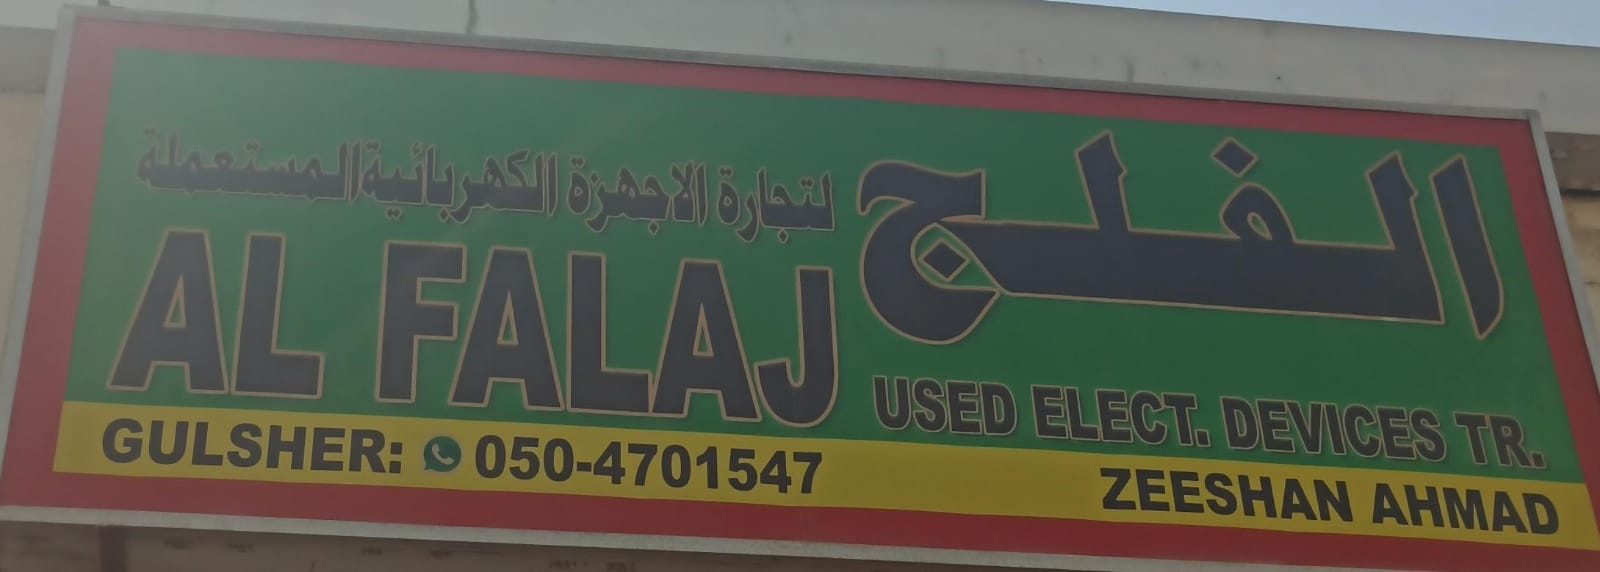 الفلج
لتجارة الاجهزة الكهربائية المستعملة
AL FALAJ
USED ELECT. DEVICES TR.
GULSHER: 050-4701547
ZEESHAN AHMAD